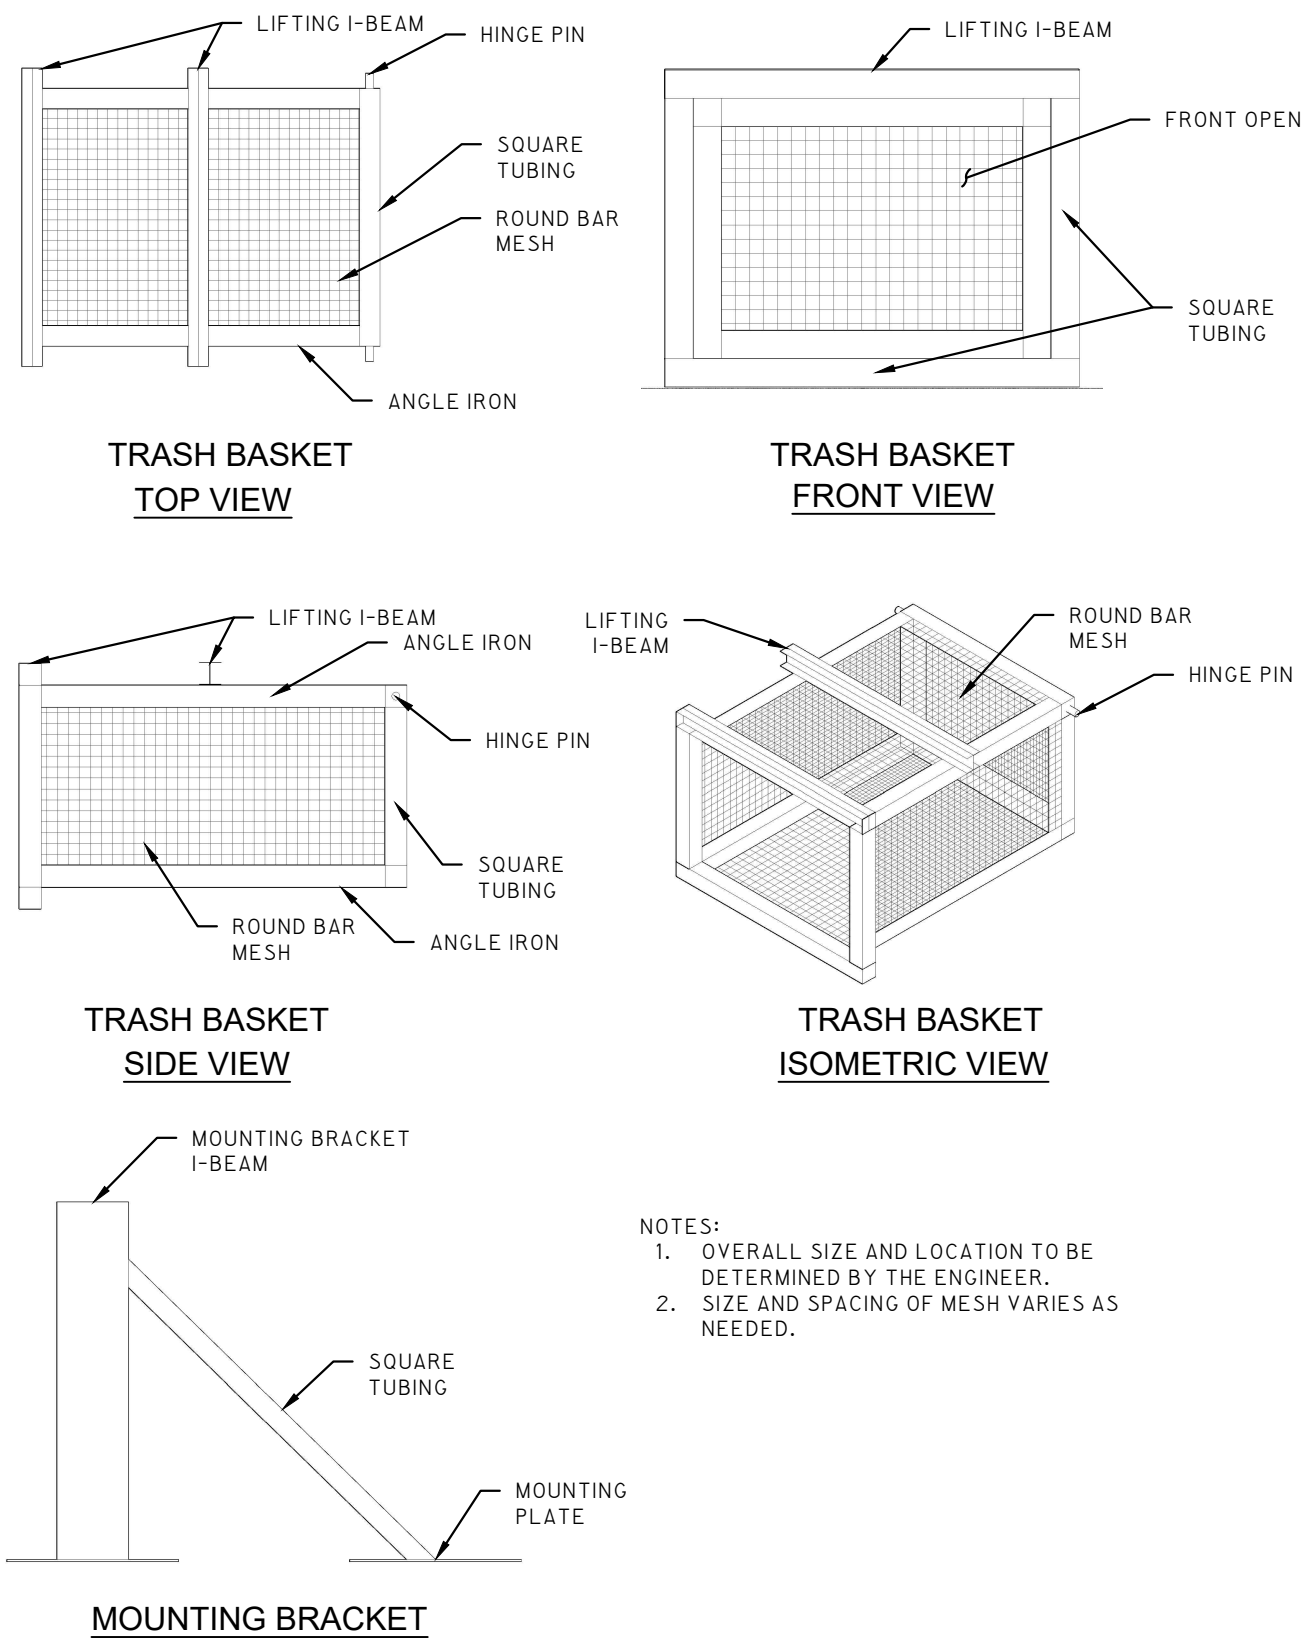 LIFTING I-BEAM
HINGE PIN
SQUARE
TUBING
ROUND BAR
MESH
ANGLE IRON
TRASH BASKET
TOP VIEW
LIFTING I-BEAM
FRONT OPEN
SQUARE
TUBING
TRASH BASKET
FRONT VIEW
LIFTING I-BEAM
ANGLE IRON
HINGE PIN
SQUARE
TUBING
ROUND BAR
MESH
ANGLE IRON
TRASH BASKET
SIDE VIEW
LIFTING
I-BEAM
ROUND BAR
MESH
HINGE PIN
TRASH BASKET
ISOMETRIC VIEW
MOUNTING BRACKET
I-BEAM
SQUARE
TUBING
MOUNTING
PLATE
MOUNTING BRACKET
NOTES:
1. OVERALL SIZE AND LOCATION TO BE
DETERMINED BY THE ENGINEER.
2. SIZE AND SPACING OF MESH VARIES AS
NEEDED.